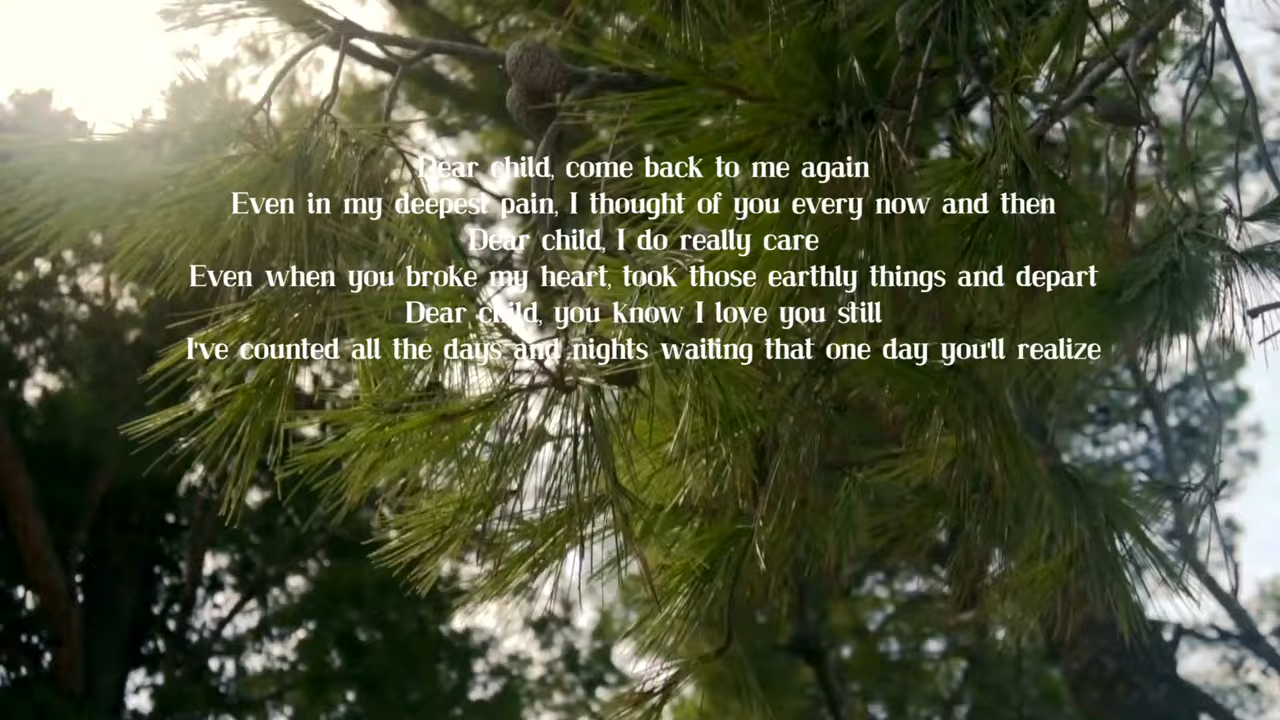 Dear child, come back to me again
Even in my deepest pain, I thought of you every now and then
Dear child, I do really care
Even when you broke my heart, took those earthly things and depart
Dear child, you know I love you still
I've counted all the days and nights waiting that one day you'll realize